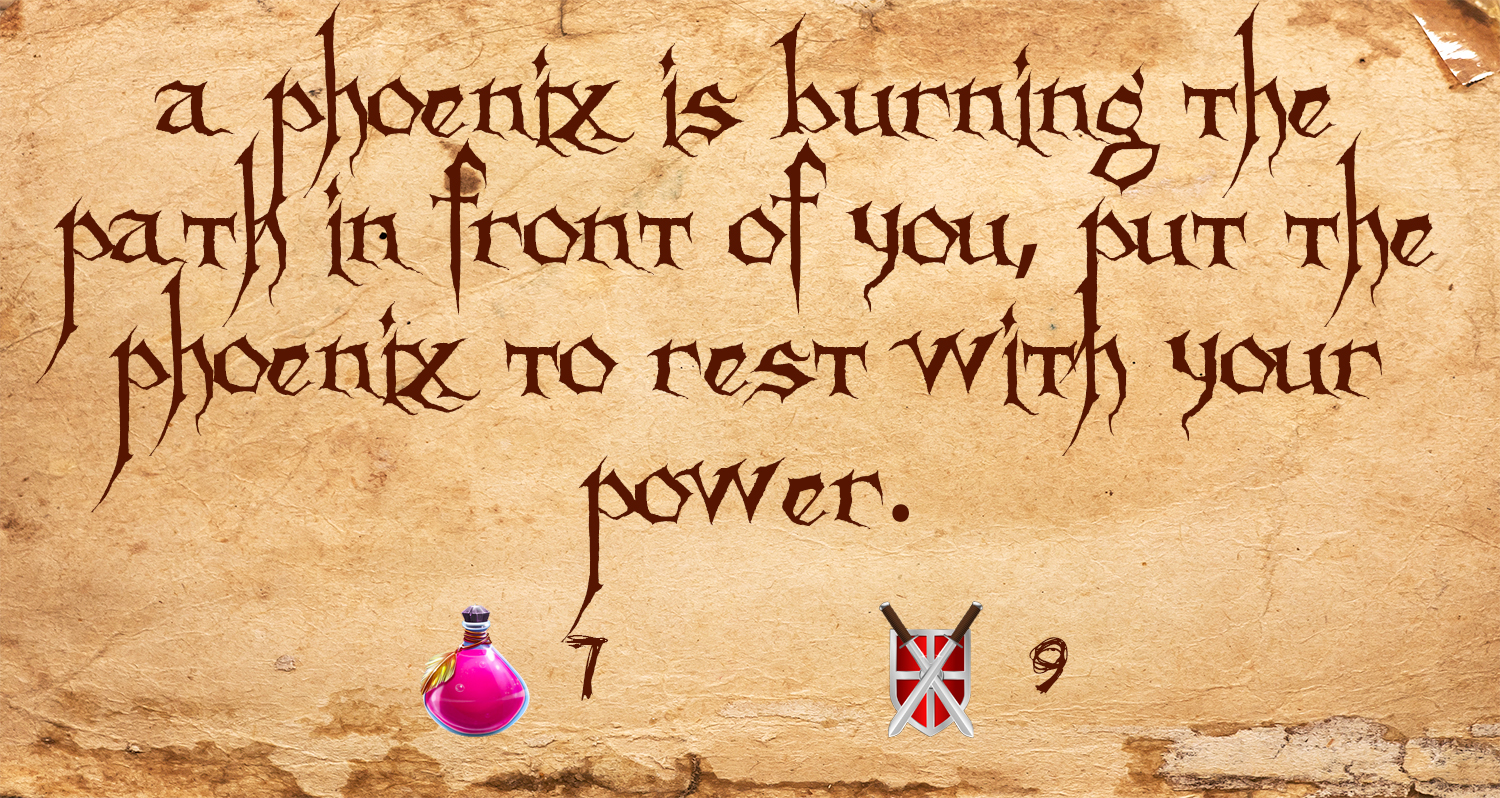 a phoenix is burning the
path in front of you, put the
phoenix to rest with your
power.
7 9